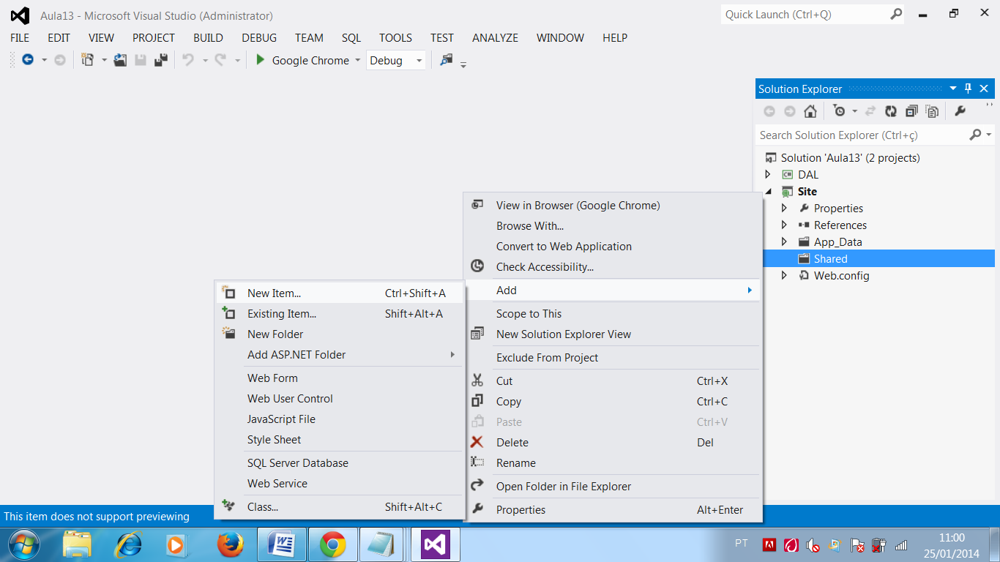 Aula13 - Microsoft Visual Studio (Administrator)
Quick Launch (Ctrl+Q)
FILE EDIT VIEW PROJECT BUILD DEBUG TEAM SQL TOOLS TEST ANALYZE WINDOW HELP
Google Chrome Debug
Solution Explorer
Search Solution Explorer (Ctrl+ç)
Solution 'Aula13' (2 projects)
DAL
Site
Properties
References
App_Data
Shared
Web.config
View in Browser (Google Chrome)
Browse With...
Convert to Web Application
Check Accessibility...
Add
Scope to This
New Solution Explorer View
Exclude From Project
Cut Ctrl+X
Copy Ctrl+C
Paste Ctrl+V
Delete Del
Rename
Open Folder in File Explorer
Properties Alt+Enter
New Item... Ctrl+Shift+A
Existing Item... Shift+Alt+A
New Folder
Add ASP.NET Folder
Web Form
Web User Control
JavaScript File
Style Sheet
SQL Server Database
Web Service
Class... Shift+Alt+C
This item does not support previewing
PT
11:00
25/01/2014